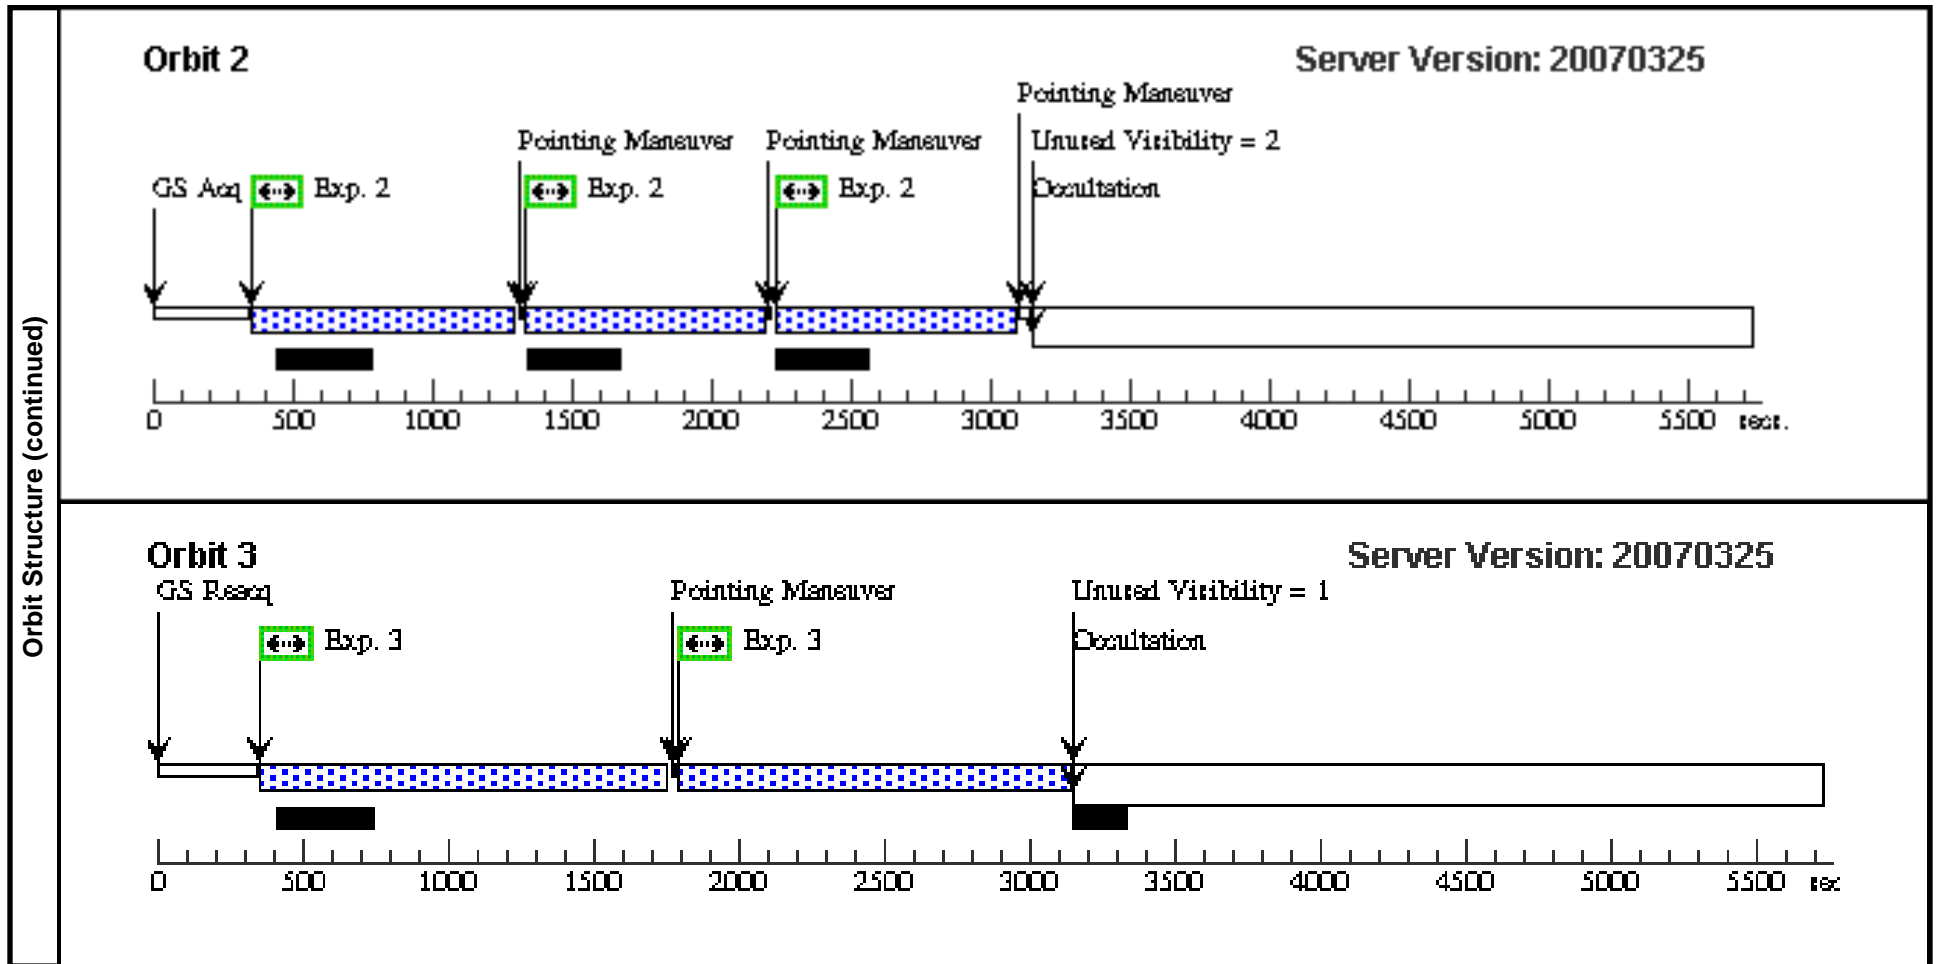 Orbit Structure (continued)
Orbit 2
Server Version: 20070325
Pointing Maneuver
Pointing Maneuver
Pointing Maneuver
Unused Visibility = 2
GS Acq
Exp. 2
Exp. 2
Exp. 2
Occultation
0 500 1000 1500 2000 2500 3000 3500 4000 4500 5000 5500 secs.
Orbit 3
Server Version: 20070325
GS Reacq
Pointing Maneuver
Unused Visibility = 1
Exp. 3
Exp. 3
Occultation
0 500 1000 1500 2000 2500 3000 3500 4000 4500 5000 5500 sec